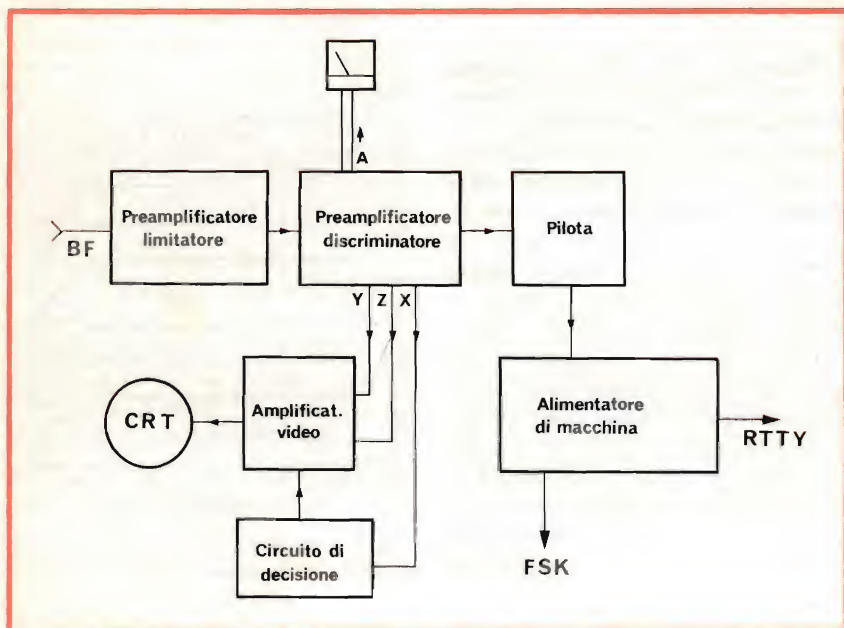 A
Preamplificatore
limitatore
BF
Preamplificatore
discriminatore
Pilota
Y Z X
CRT
Amplificat.
video
Alimentatore
di macchina
RTTY
Circuito di
decisione
FSK